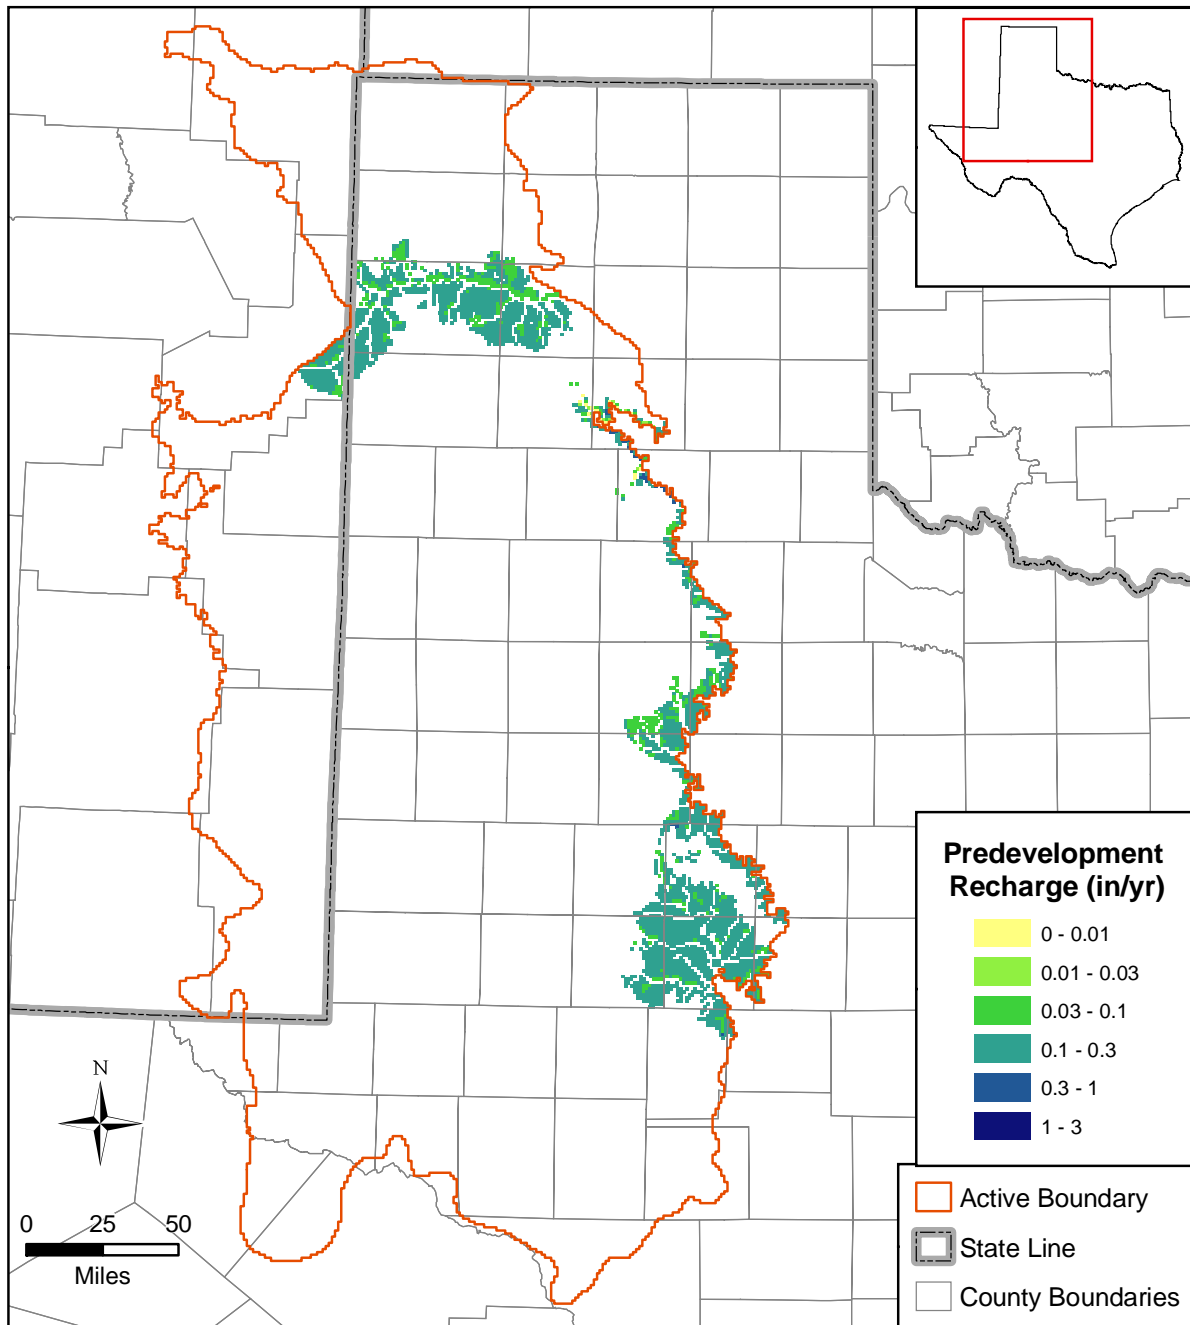 Predevelopment
Recharge (in/yr)
0 - 0.01
0.01 - 0.03
0.03 - 0.1
0.1 - 0.3
0.3 - 1
1 - 3
Active Boundary
State Line
County Boundaries
N
0 25 50
Miles